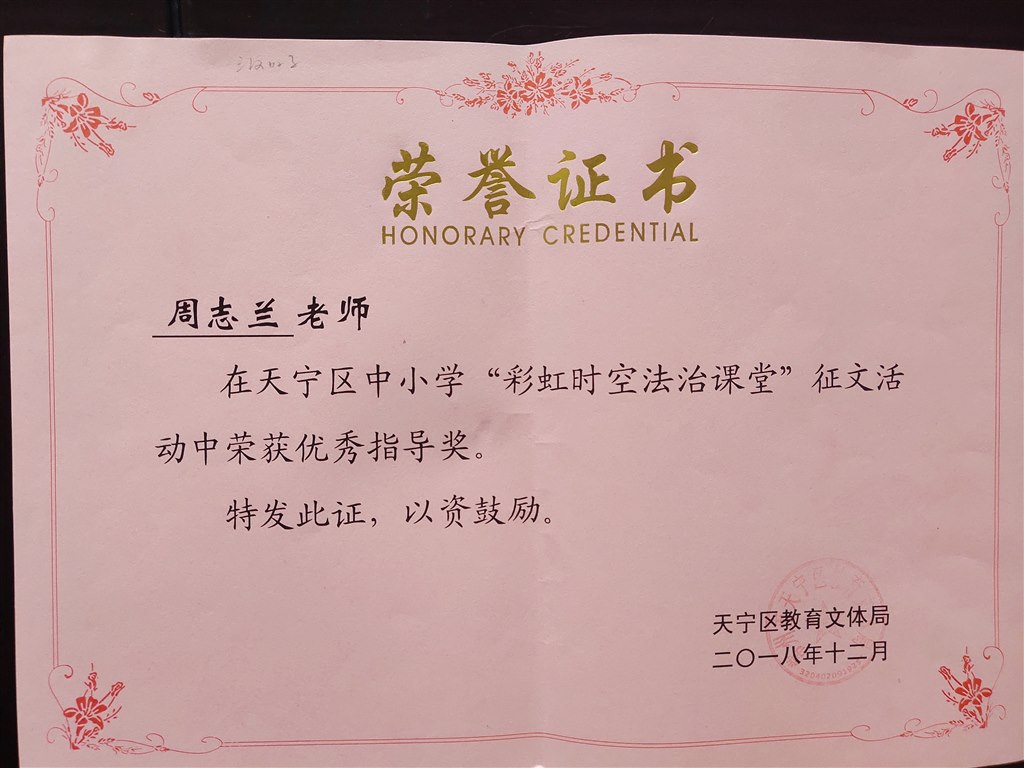 荣誉证书
HONORARY CREDENTIAL
周志兰老师
在天宁区中小学“彩虹时空法治课堂”征文活
动中荣获优秀指导奖。
特发此证，以资鼓励。
天宁区教育文体局
二〇一八年十二月